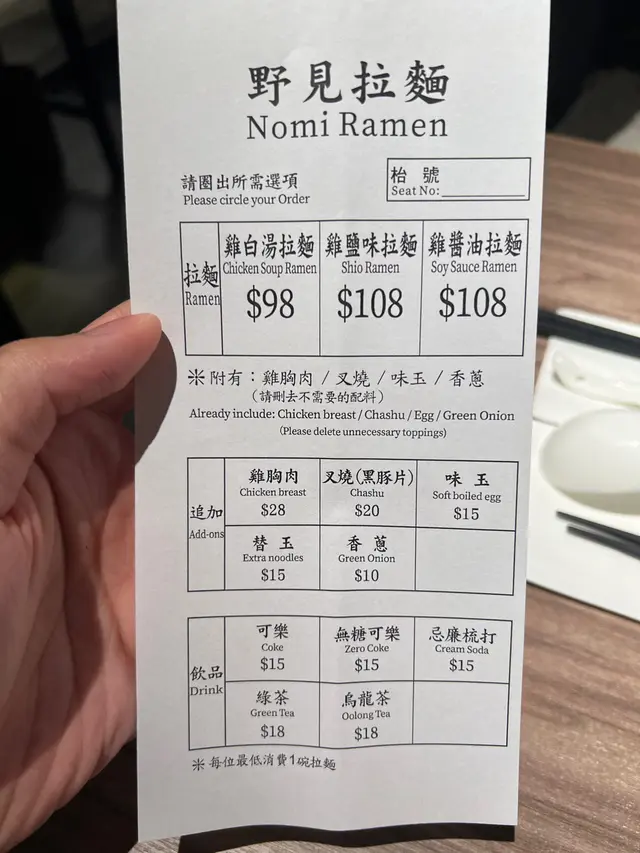 野見拉麵
Nomi Ramen
請圈出所需選項
Please circle your Order
枱 號
Seat No:
拉麵
Ramen
雞白湯拉麵
Chicken Soup Ramen
$98
雞鹽味拉麵
Shio Ramen
$108
雞醬油拉麵
Soy Sauce Ramen
$108
※ 附有：雞胸肉 / 叉燒 / 味玉 / 香蔥
（請刪去不需要的配料）
Already include: Chicken breast / Chashu / Egg / Green Onion
(Please delete unnecessary toppings)
追加
Add-ons
雞胸肉
Chicken breast
$28
叉燒(黑豚片)
Chashu
$20
味 玉
Soft boiled egg
$15
替 玉
Extra noodles
$15
香 蔥
Green Onion
$10
飲品
Drink
可樂
Coke
$15
無糖可樂
Zero Coke
$15
忌廉梳打
Cream Soda
$15
綠茶
Green Tea
$18
烏龍茶
Oolong Tea
$18
※ 每位最低消費1碗拉麵